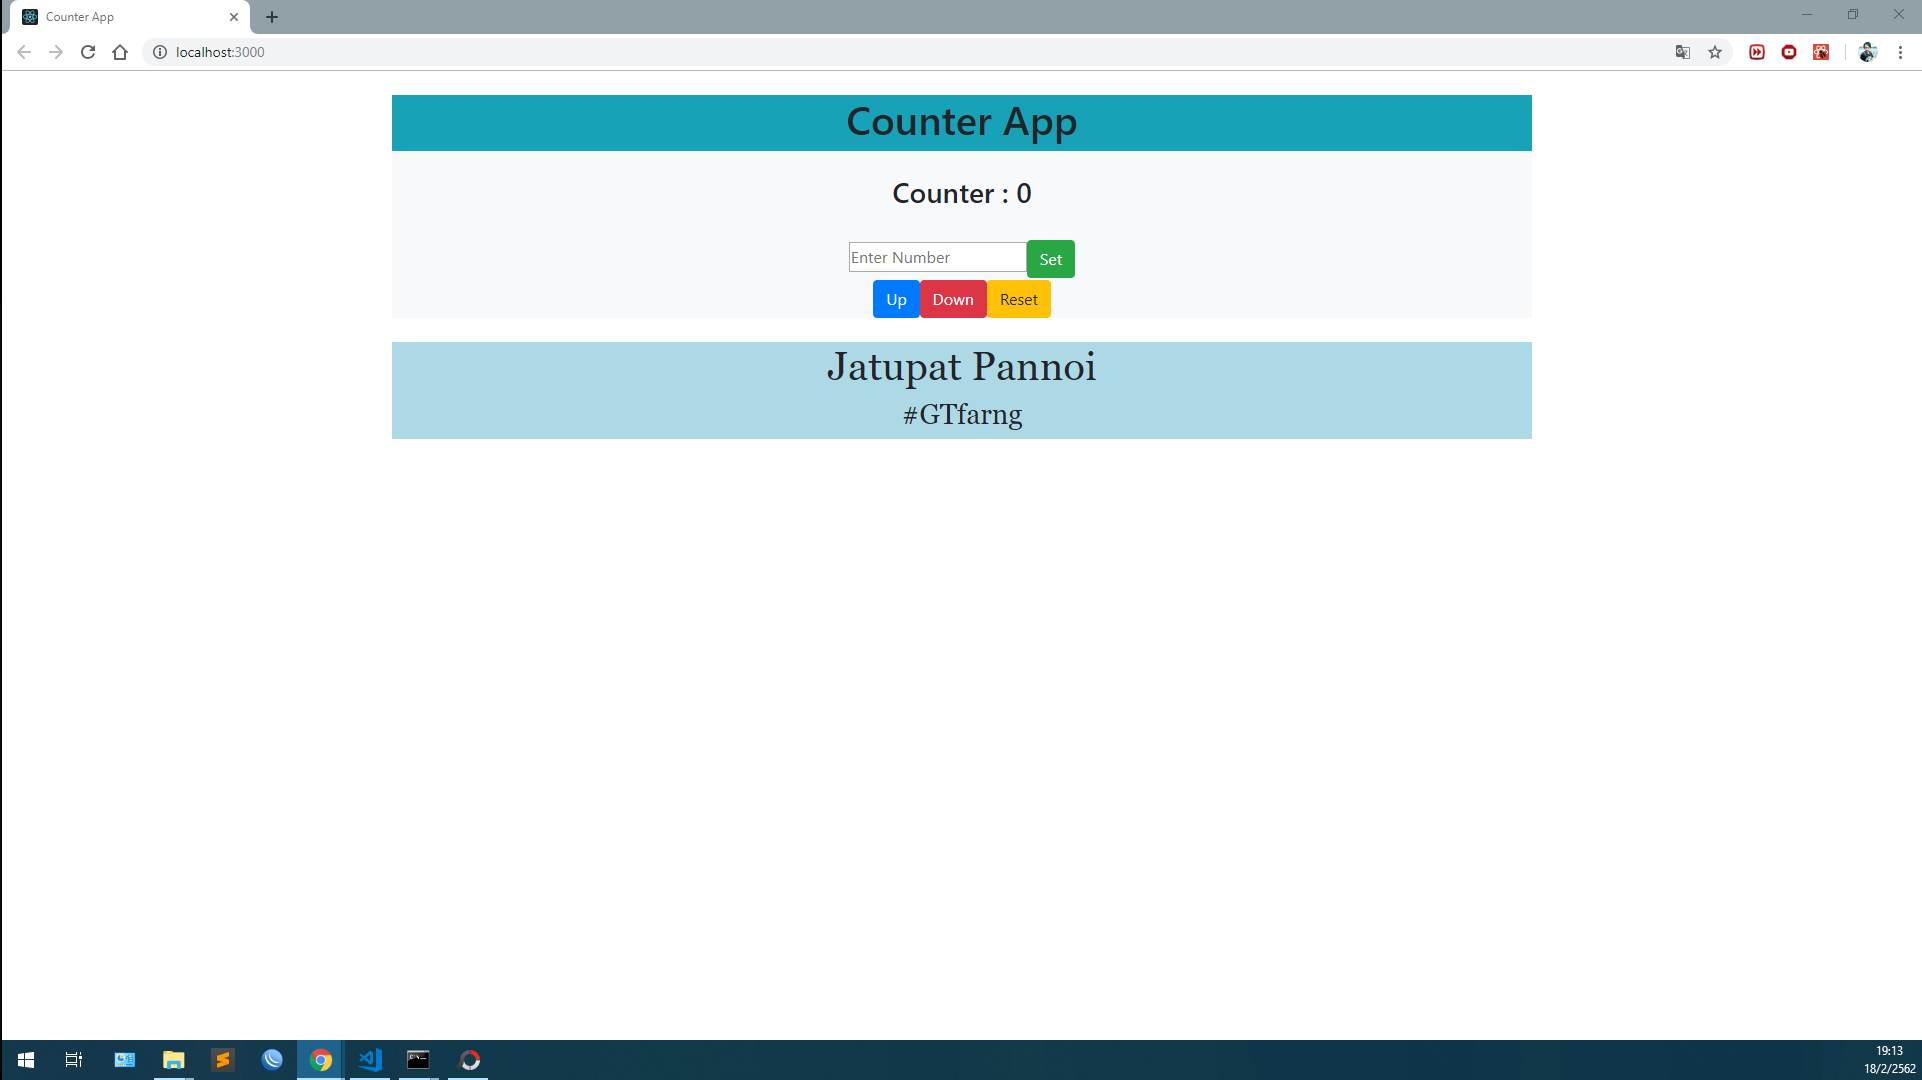 Counter App
localhost:3000
Counter App
Counter : 0
Enter Number Set
Up Down Reset
Jatupat Pannoi
#GTfarng
19:13
18/2/2562